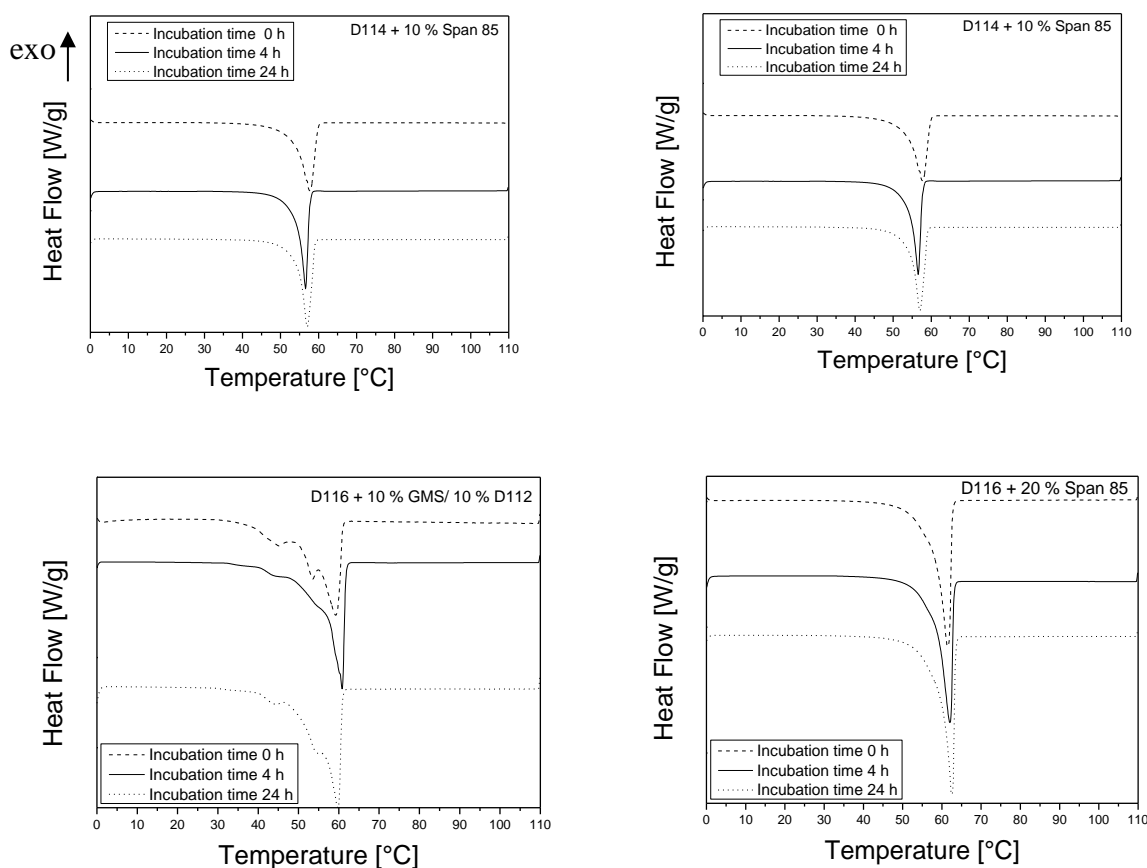 exo
Incubation time 0 h
Incubation time 4 h
Incubation time 24 h
D114 + 10 % Span 85
Heat Flow [W/g]
0 10 20 30 40 50 60 70 80 90 100 110
Temperature [°C]
Incubation time 0 h
Incubation time 4 h
Incubation time 24 h
D114 + 10 % Span 85
Heat Flow [W/g]
0 10 20 30 40 50 60 70 80 90 100 110
Temperature [°C]
D116 + 10 % GMS/ 10 % D112
Heat Flow [W/g]
Incubation time 0 h
Incubation time 4 h
Incubation time 24 h
0 10 20 30 40 50 60 70 80 90 100 110
Temperature [°C]
D116 + 20 % Span 85
Heat Flow [W/g]
Incubation time 0 h
Incubation time 4 h
Incubation time 24 h
0 10 20 30 40 50 60 70 80 90 100 110
Temperature [°C]